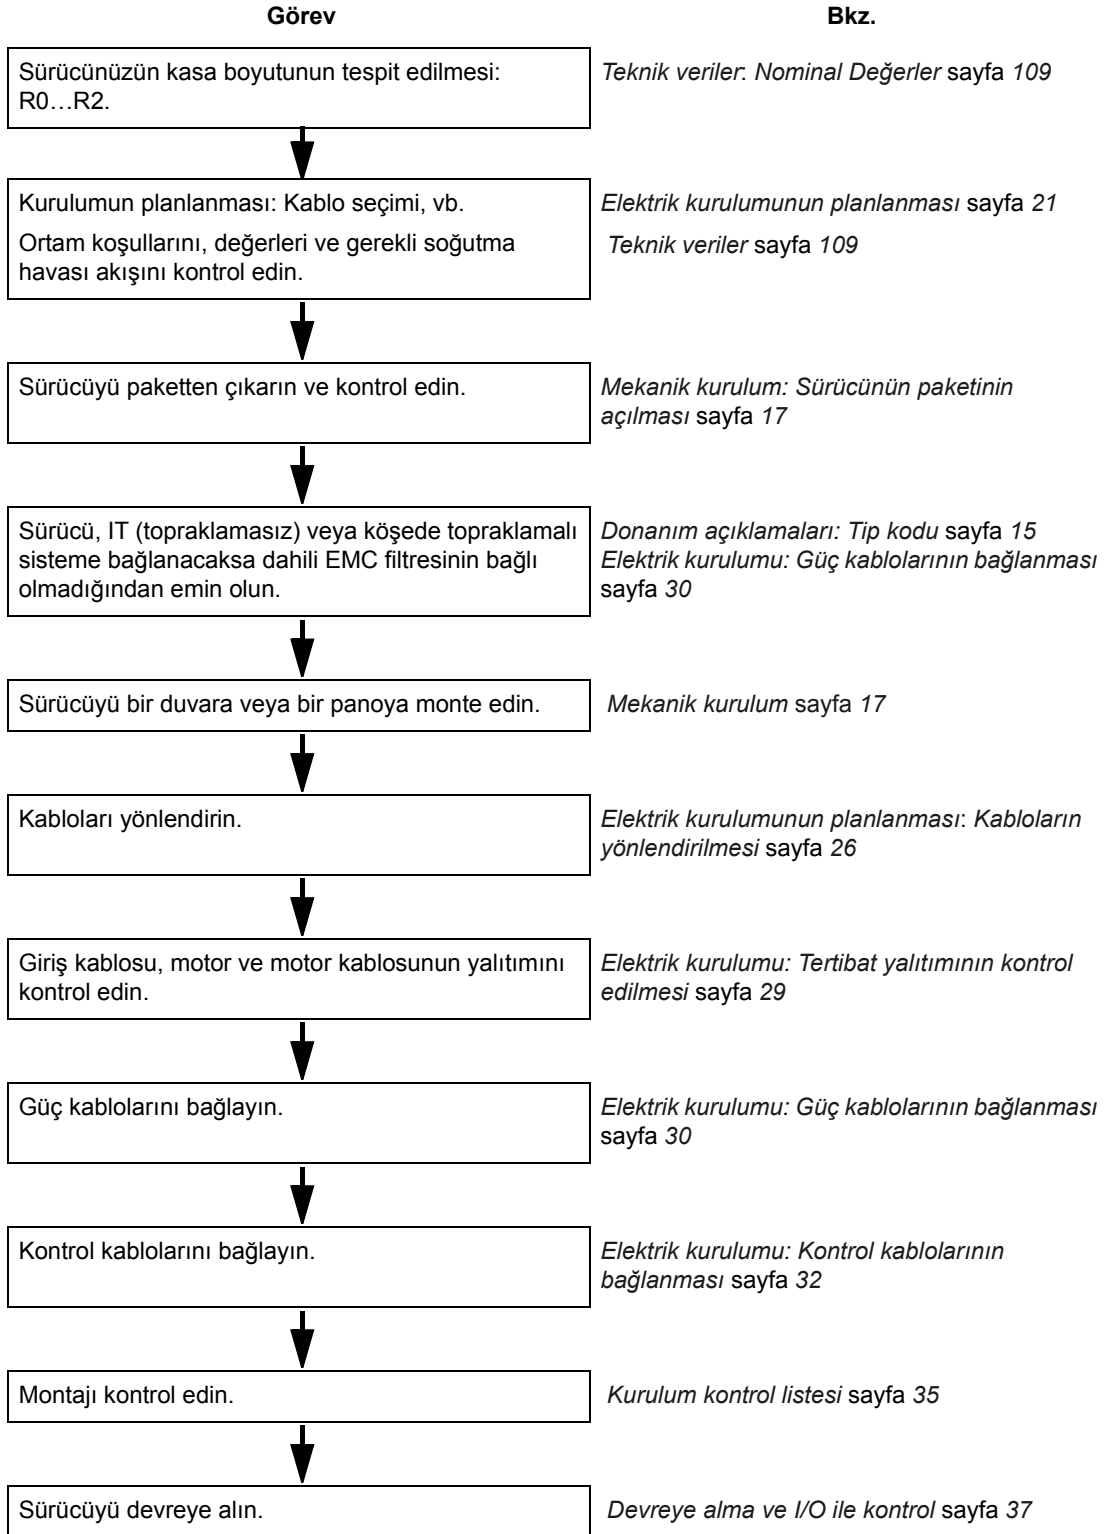 Görev
Bkz.
Sürücünüzün kasa boyutunun tespit edilmesi:
R0…R2.
Teknik veriler: Nominal Değerler sayfa 109
Kurulumun planlanması: Kablo seçimi, vb.
Ortam koşullarını, değerleri ve gerekli soğutma
havası akışını kontrol edin.
Elektrik kurulumunun planlanması sayfa 21
Teknik veriler sayfa 109
Sürücüyü paketten çıkarın ve kontrol edin.
Mekanik kurulum: Sürücünün paketinin
açılması sayfa 17
Sürücü, IT (topraklamasız) veya köşede topraklamalı
sisteme bağlanacaksa dahili EMC filtresinin bağlı
olmadığından emin olun.
Donanım açıklamaları: Tip kodu sayfa 15
Elektrik kurulumu: Güç kablolarının bağlanması
sayfa 30
Sürücüyü bir duvara veya bir panoya monte edin.
Mekanik kurulum sayfa 17
Kabloları yönlendirin.
Elektrik kurulumunun planlanması: Kabloların
yönlendirilmesi sayfa 26
Giriş kablosu, motor ve motor kablosunun yalıtımını
kontrol edin.
Elektrik kurulumu: Tertibat yalıtımının kontrol
edilmesi sayfa 29
Güç kablolarını bağlayın.
Elektrik kurulumu: Güç kablolarının bağlanması
sayfa 30
Kontrol kablolarını bağlayın.
Elektrik kurulumu: Kontrol kablolarının
bağlanması sayfa 32
Montajı kontrol edin.
Kurulum kontrol listesi sayfa 35
Sürücüyü devreye alın.
Devreye alma ve I/O ile kontrol sayfa 37